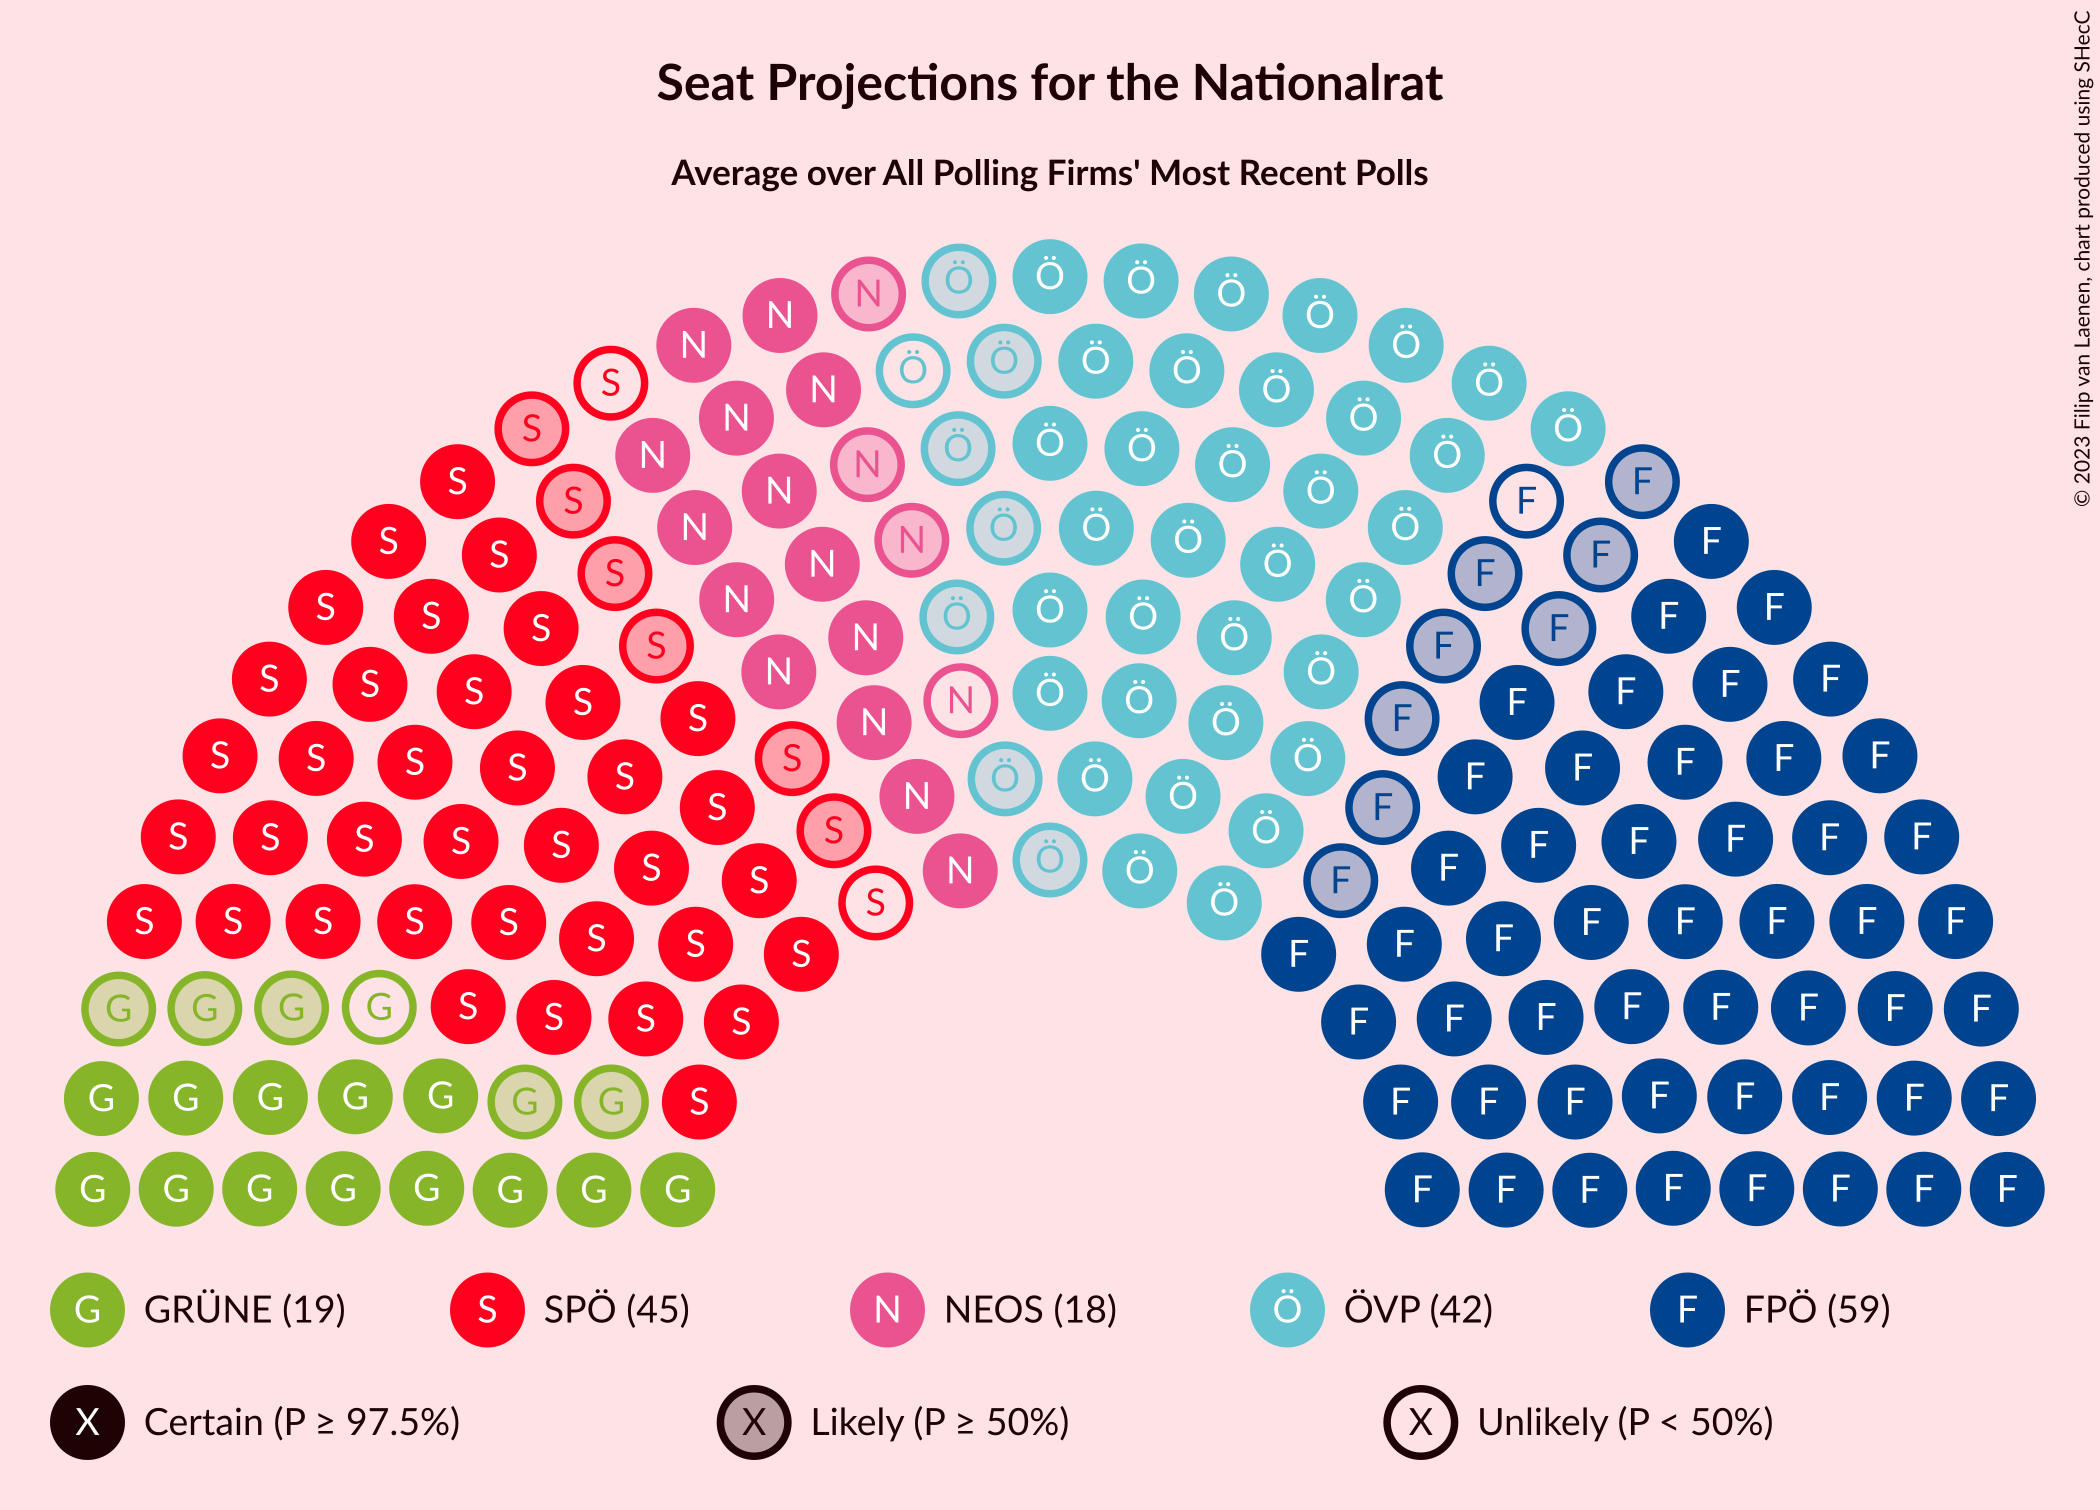 Seat Projections for the Nationalrat
Average over All Polling Firms' Most Recent Polls
© 2023 Filip van Laenen, chart produced using SHecC
Ö Ö Ö Ö
N Ö
N Ö
N Ö
Ö Ö Ö Ö
S N Ö Ö
N Ö
N Ö
S Ö
Ö Ö
N Ö Ö
S N Ö
S N Ö F
S F
N Ö Ö Ö Ö
S N F
N Ö
S N F
S Ö F
S N Ö
S N Ö F
S Ö Ö
S S F F
S N Ö F
S S Ö F
S S F F
S S N Ö Ö F F
S S N F F
S S F F
S N Ö Ö F
S S S F F F
S S F F
S S Ö Ö F F
S N Ö
S S F F
S Ö F
S S S S F F F F
S S F F
S N Ö F
S S F
S Ö
S S S S F F F F
S S F F
S S F F
G G G G S F F F F F
S S F F
S S F F
G G G G G F F F F F
G G S F F F
G G G G G G G G F F F F F F F F
G GRÜNE (19) S SPÖ (45) N NEOS (18) Ö ÖVP (42) F FPÖ (59)
X Certain (P ≥ 97.5%) X Likely (P ≥ 50%) X Unlikely (P < 50%)